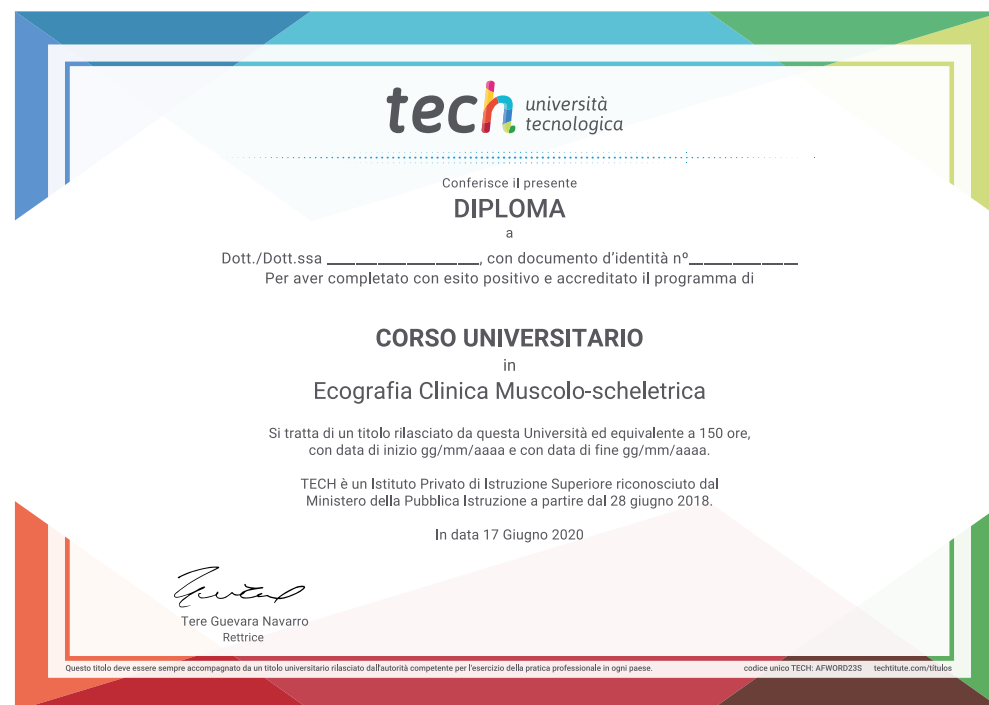 tech università
tecnologica
Conferisce il presente
DIPLOMA
a
Dott./Dott.ssa ________________, con documento d'identità nº____________
Per aver completato con esito positivo e accreditato il programma di
CORSO UNIVERSITARIO
in
Ecografia Clinica Muscolo-scheletrica
Si tratta di un titolo rilasciato da questa Università ed equivalente a 150 ore,
con data di inizio gg/mm/aaaa e con data di fine gg/mm/aaaa.
TECH è un Istituto Privato di Istruzione Superiore riconosciuto dal
Ministero della Pubblica Istruzione a partire dal 28 giugno 2018.
In data 17 Giugno 2020
Tere Guevara Navarro
Rettrice
Questo titolo deve essere sempre accompagnato da un titolo universitario rilasciato dall'autorità competente per l'esercizio della pratica professionale in ogni paese. codice unico TECH: AFWORD23S techtitute.com/títulos